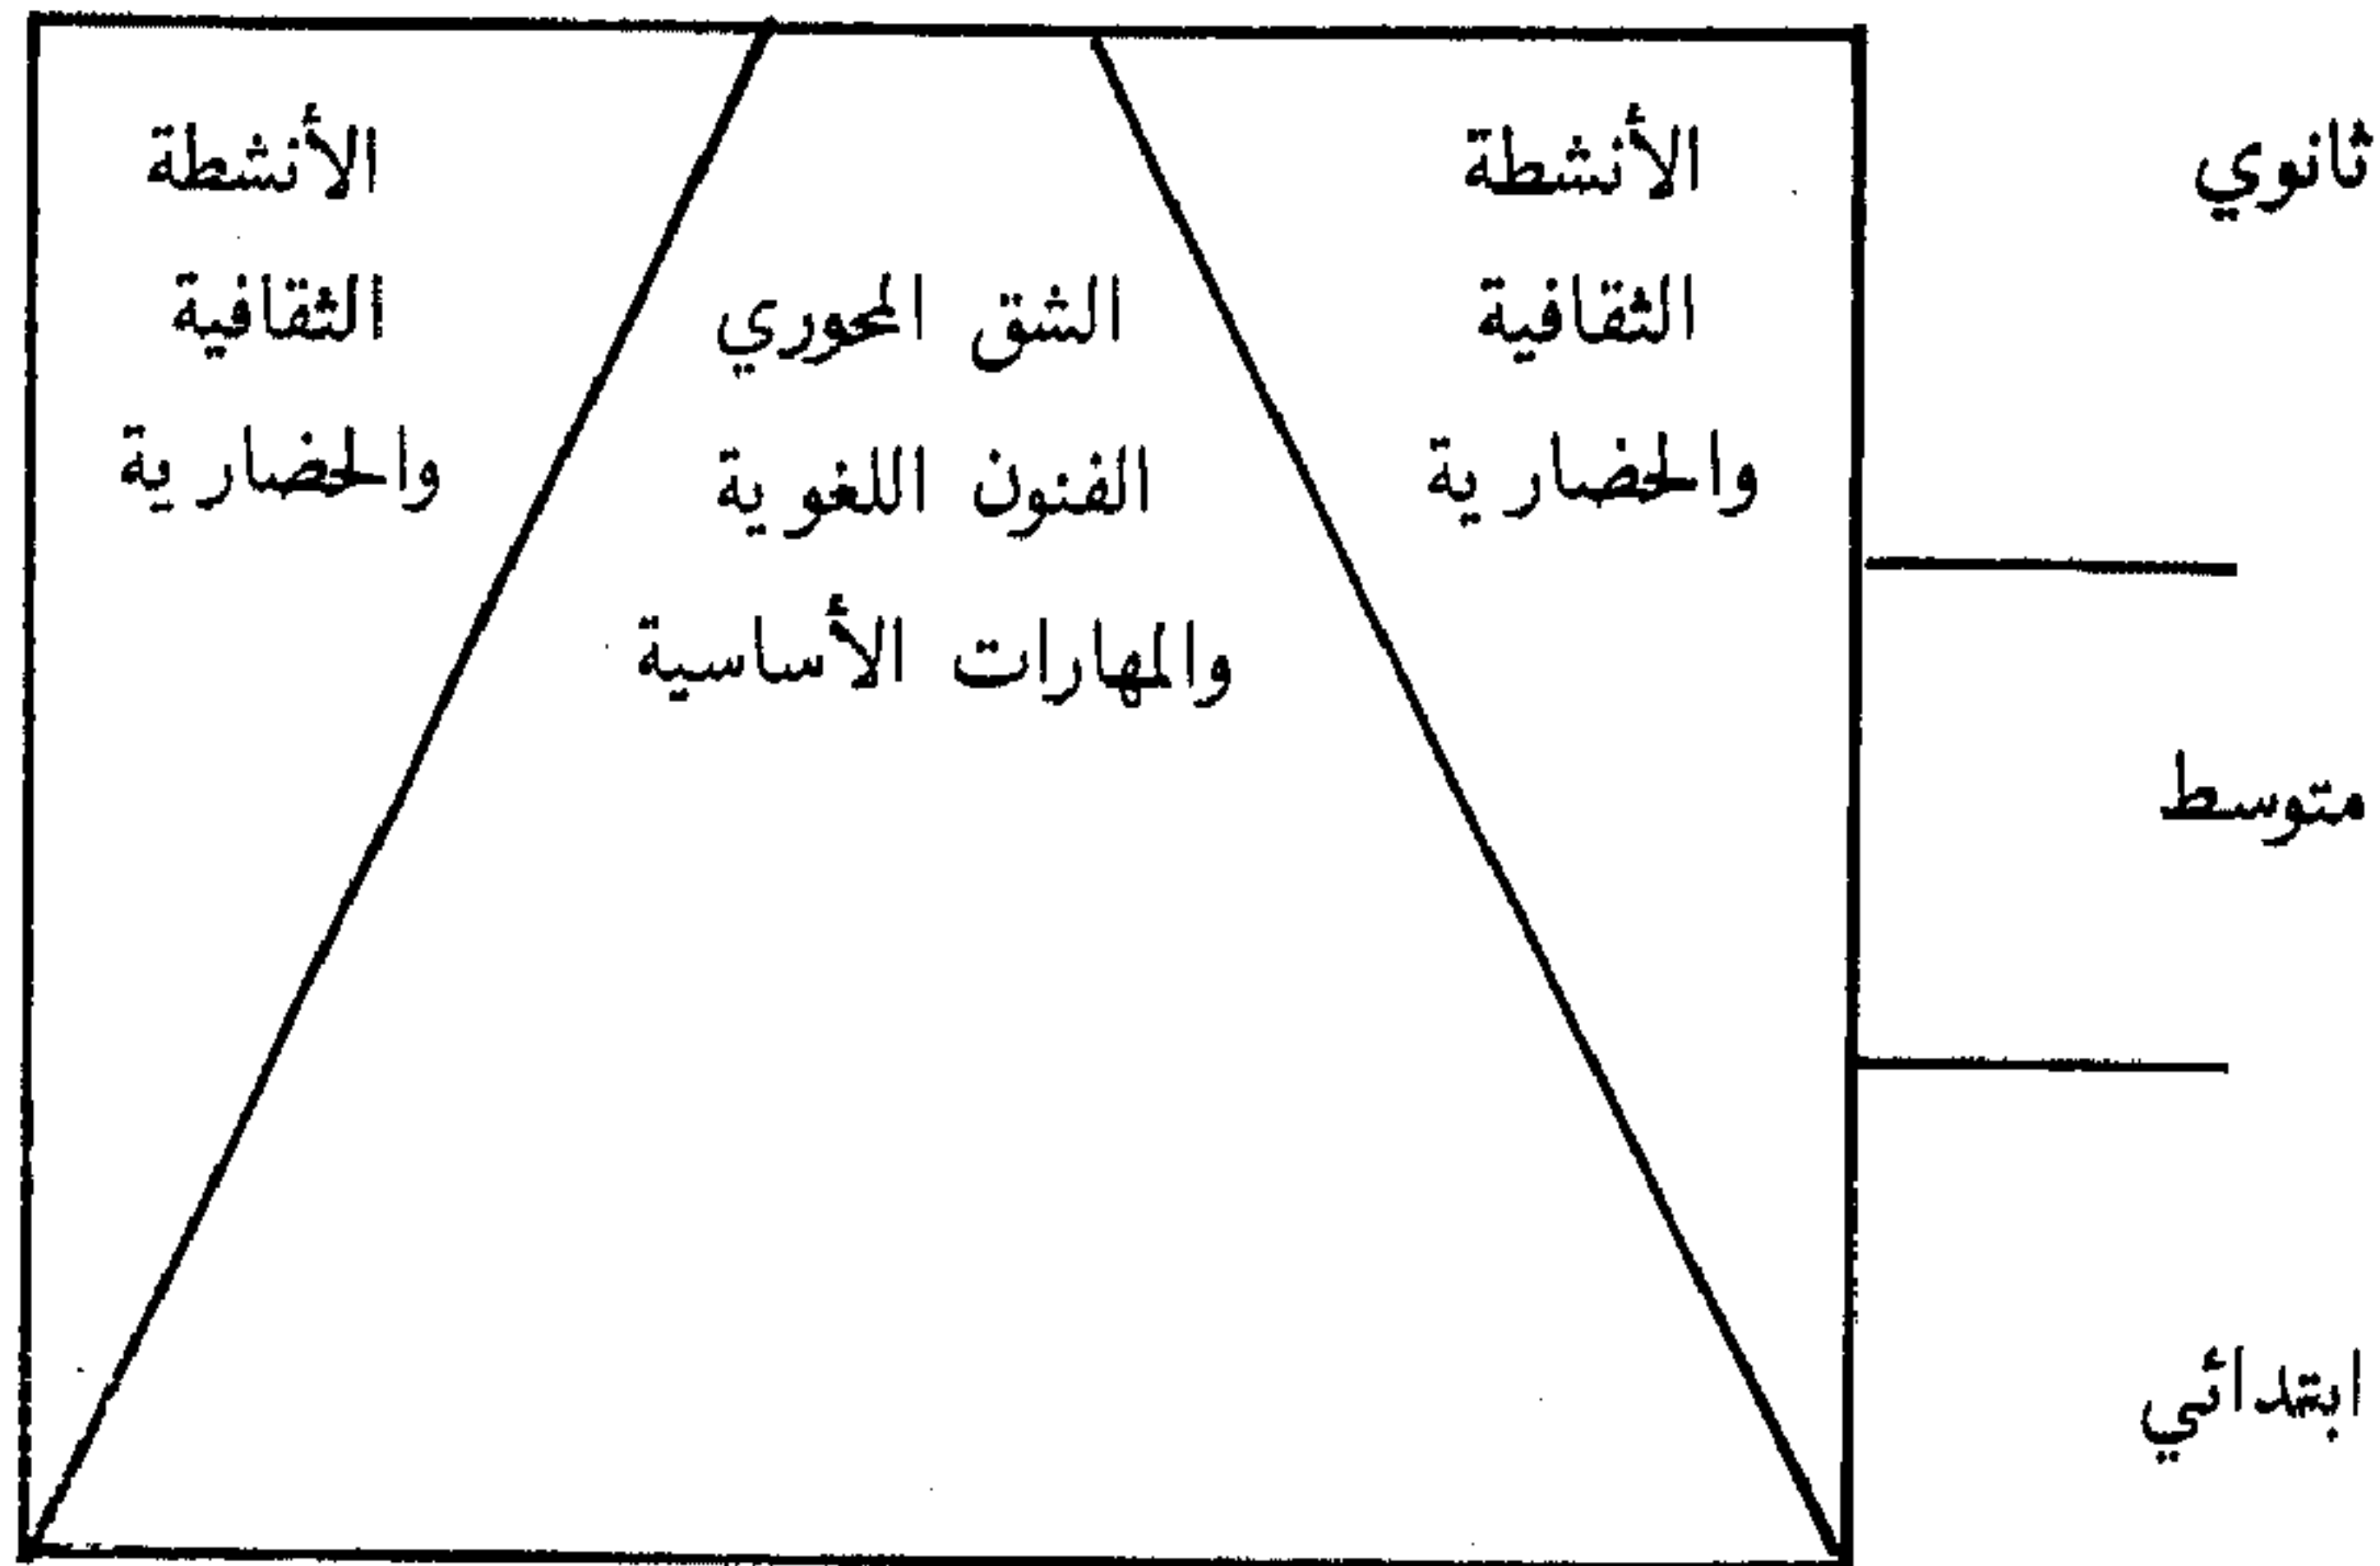 ثانوي
متوسط
ابتدائي
الأنشطة
الثقافية
والحضارية
الشق المحوري
الفنون اللغوية
والمهارات الأساسية
الأنشطة
الثقافية
والحضارية